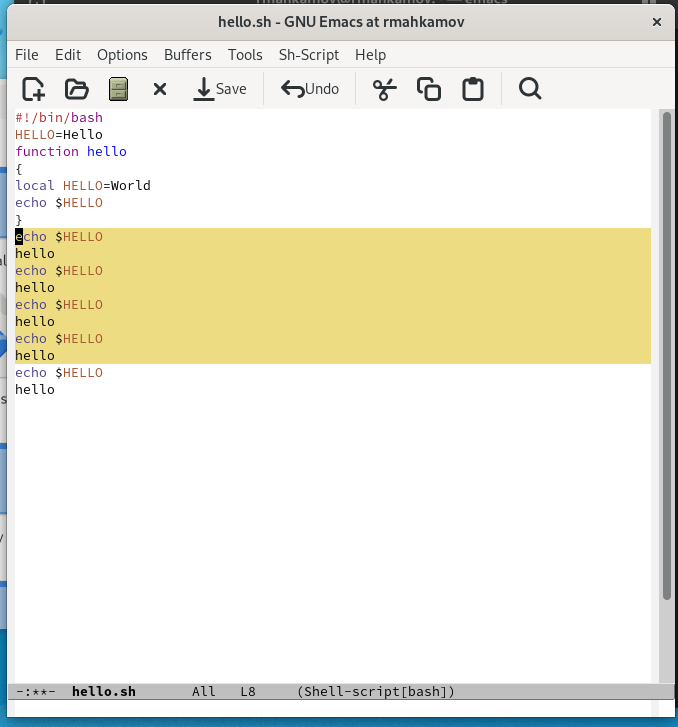 hello.sh - GNU Emacs at rmahkamov
File Edit Options Buffers Tools Sh-Script Help
Save Undo
#!/bin/bash
HELLO=Hello
function hello
{
local HELLO=World
echo $HELLO
}
echo $HELLO
hello
echo $HELLO
hello
echo $HELLO
hello
echo $HELLO
hello
echo $HELLO
hello
-:**- hello.sh All L8 (Shell-script[bash])